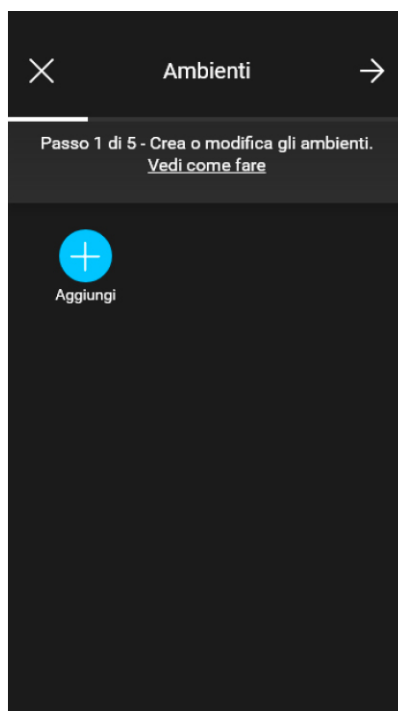 Ambienti
Passo 1 di 5 - Crea o modifica gli ambienti.
Vedi come fare
Aggiungi